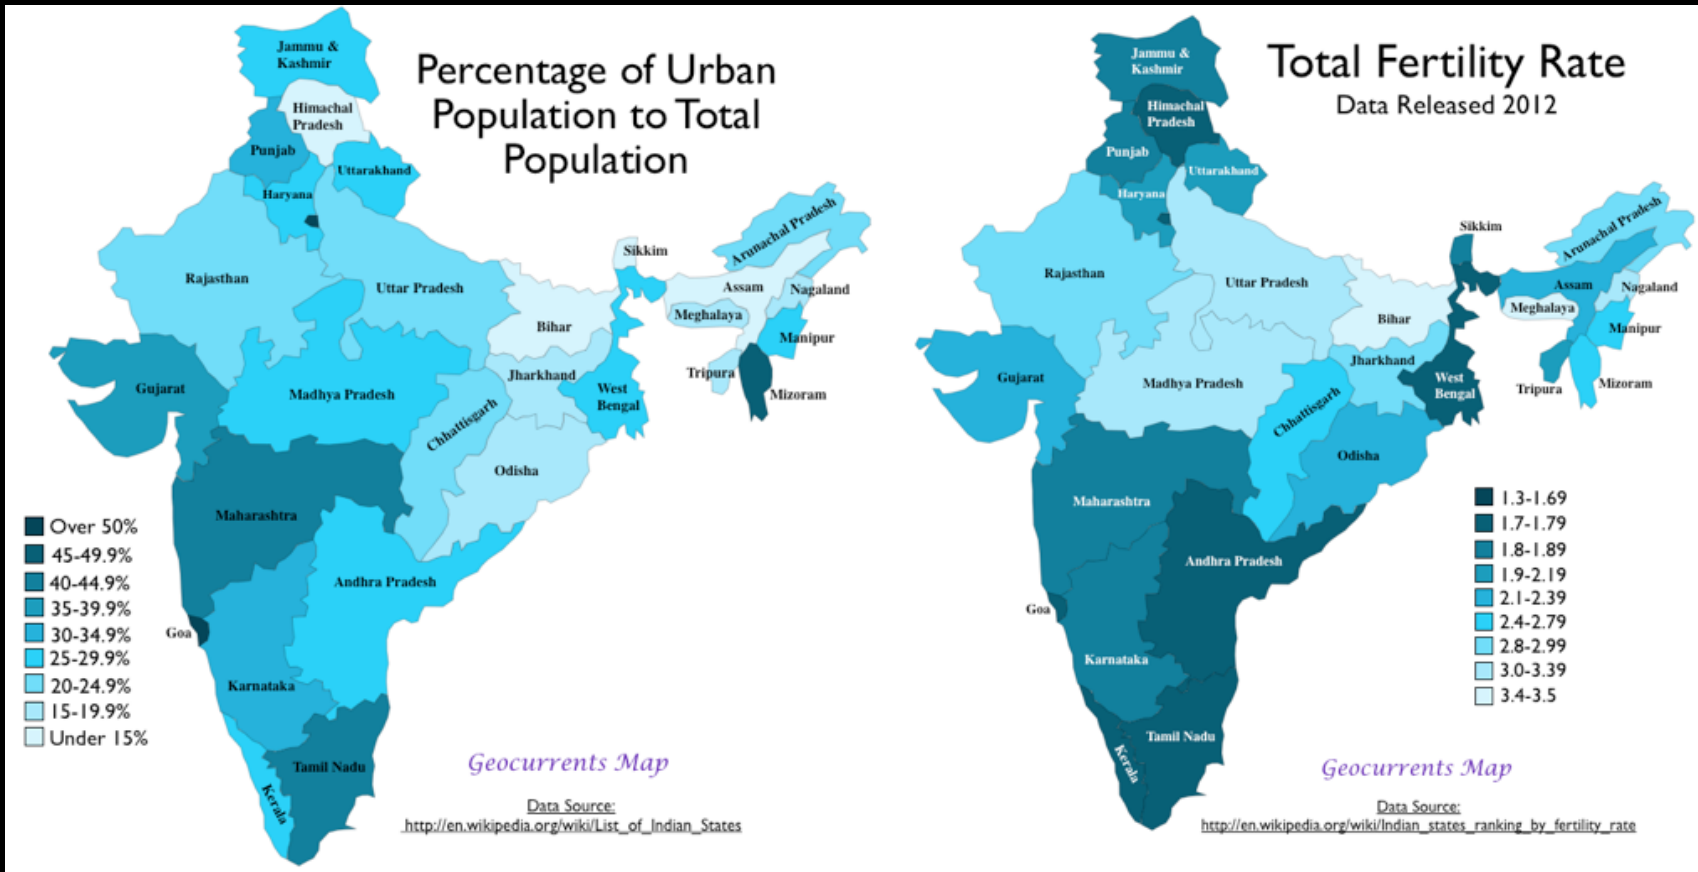 Percentage of Urban
Population to Total
Population
Jammu &
Kashmir
Himachal
Pradesh
Punjab
Uttarakhand
Haryana
Rajasthan
Uttar Pradesh
Sikkim
Arunachal Pradesh
Assam
Nagaland
Meghalaya
Manipur
Bihar
Tripura
Mizoram
Jharkhand
West
Bengal
Gujarat
Madhya Pradesh
Chhattisgarh
Odisha
Maharashtra
Andhra Pradesh
Goa
Karnataka
Tamil Nadu
Kerala
Over 50%
45-49.9%
40-44.9%
35-39.9%
30-34.9%
25-29.9%
20-24.9%
15-19.9%
Under 15%
Geocurrents Map
Data Source:
http://en.wikipedia.org/wiki/List_of_Indian_States
Total Fertility Rate
Data Released 2012
Jammu &
Kashmir
Himachal
Pradesh
Punjab
Uttarakhand
Haryana
Rajasthan
Uttar Pradesh
Sikkim
Arunachal Pradesh
Assam
Nagaland
Meghalaya
Manipur
Bihar
Tripura
Mizoram
Jharkhand
West
Bengal
Gujarat
Madhya Pradesh
Chhattisgarh
Odisha
Maharashtra
Andhra Pradesh
Goa
Karnataka
Tamil Nadu
Kerala
1.3-1.69
1.7-1.79
1.8-1.89
1.9-2.19
2.1-2.39
2.4-2.79
2.8-2.99
3.0-3.39
3.4-3.5
Geocurrents Map
Data Source:
http://en.wikipedia.org/wiki/Indian_states_ranking_by_fertility_rate